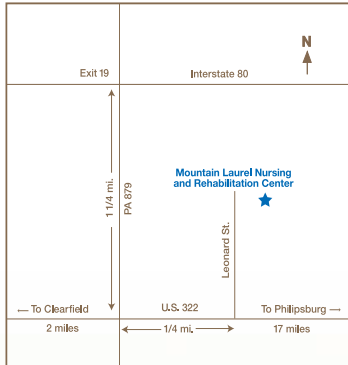 N
Exit 19
Interstate 80
Mountain Laurel Nursing
and Rehabilitation Center
1 1/4 mi.
PA 879
Leonard St.
← To Clearfield
U.S. 322
To Philipsburg →
2 miles
1/4 mi.
17 miles